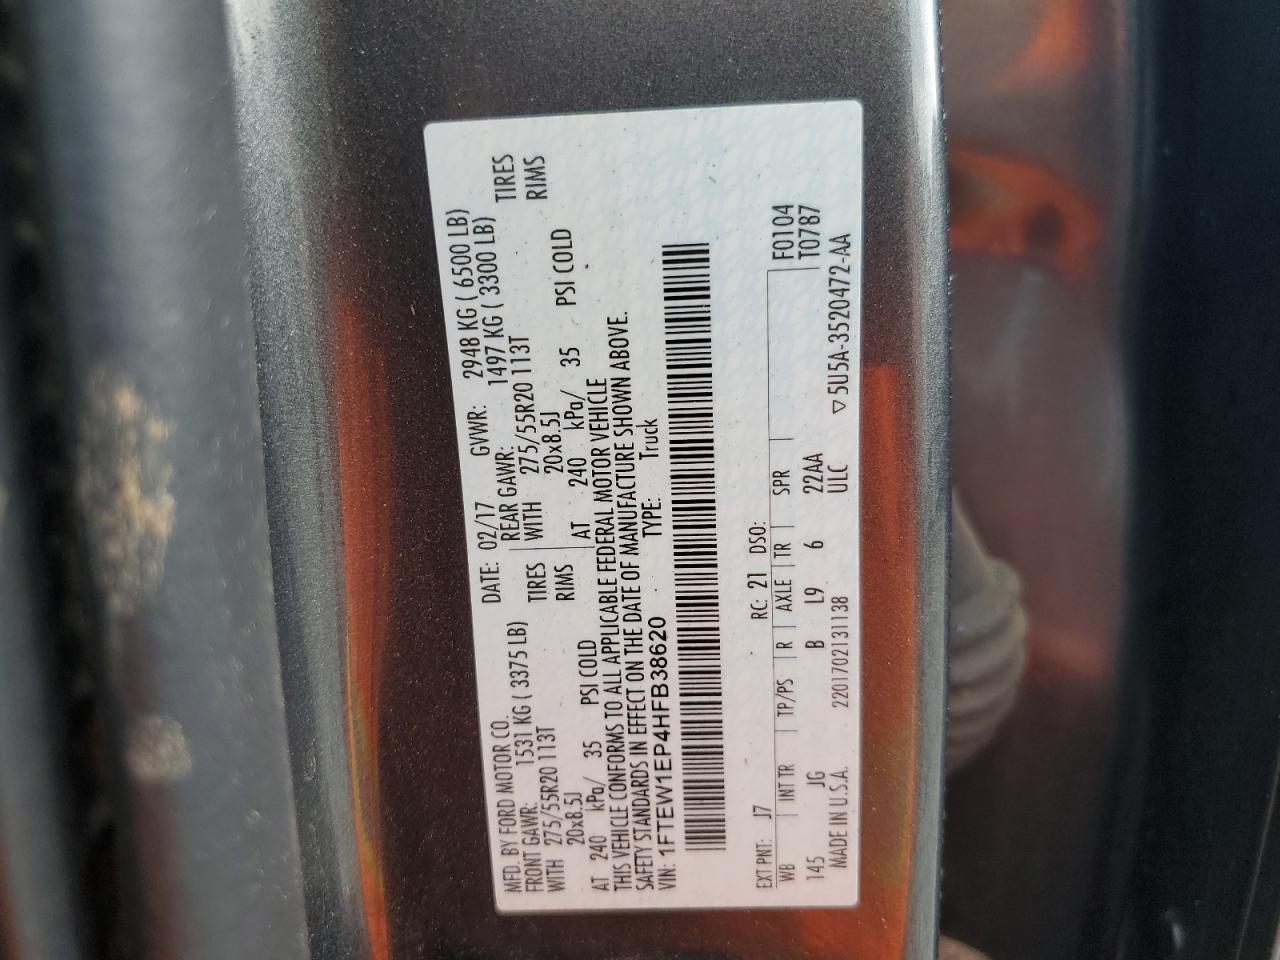 MFD. BY FORD MOTOR CO.
DATE: 02/17 GVWR: 2948 KG ( 6500 LB)
FRONT GAWR: 1531 KG ( 3375 LB) REAR GAWR: 1497 KG ( 3300 LB)
WITH 275/55R20 113T TIRES WITH 275/55R20 113T TIRES
20x8.5J RIMS 20x8.5J RIMS
AT 240 kPa/ 35 PSI COLD AT 240 kPa/ 35 PSI COLD
THIS VEHICLE CONFORMS TO ALL APPLICABLE FEDERAL MOTOR VEHICLE
SAFETY STANDARDS IN EFFECT ON THE DATE OF MANUFACTURE SHOWN ABOVE.
VIN: 1FTEW1EP4HFB38620 TYPE: Truck
F0104
T0787
EXT PNT: J7 RC: 21 DSO:
WB INT TR TP/PS R AXLE TR SPR
145 JG B L9 6 22AA
MADE IN U.S.A. 2201702131138 ULC ▽5U5A-3520472-AA